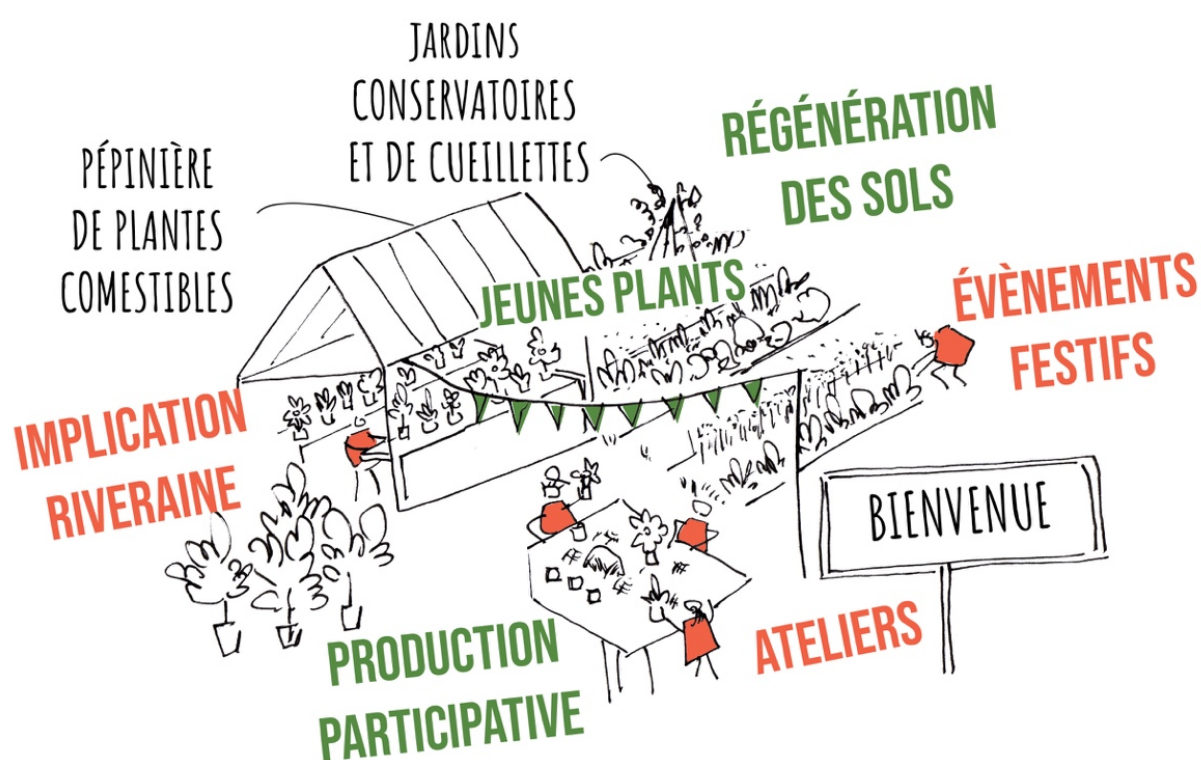 JARDINS
CONSERVATOIRES
ET DE CUEILLETTES
PÉPINIÈRE
DE PLANTES
COMESTIBLES
RÉGÉNÉRATION
DES SOLS
JEUNES PLANTS
ÉVÈNEMENTS
FESTIFS
IMPLICATION
RIVERAINE
BIENVENUE
PRODUCTION
PARTICIPATIVE
ATELIERS